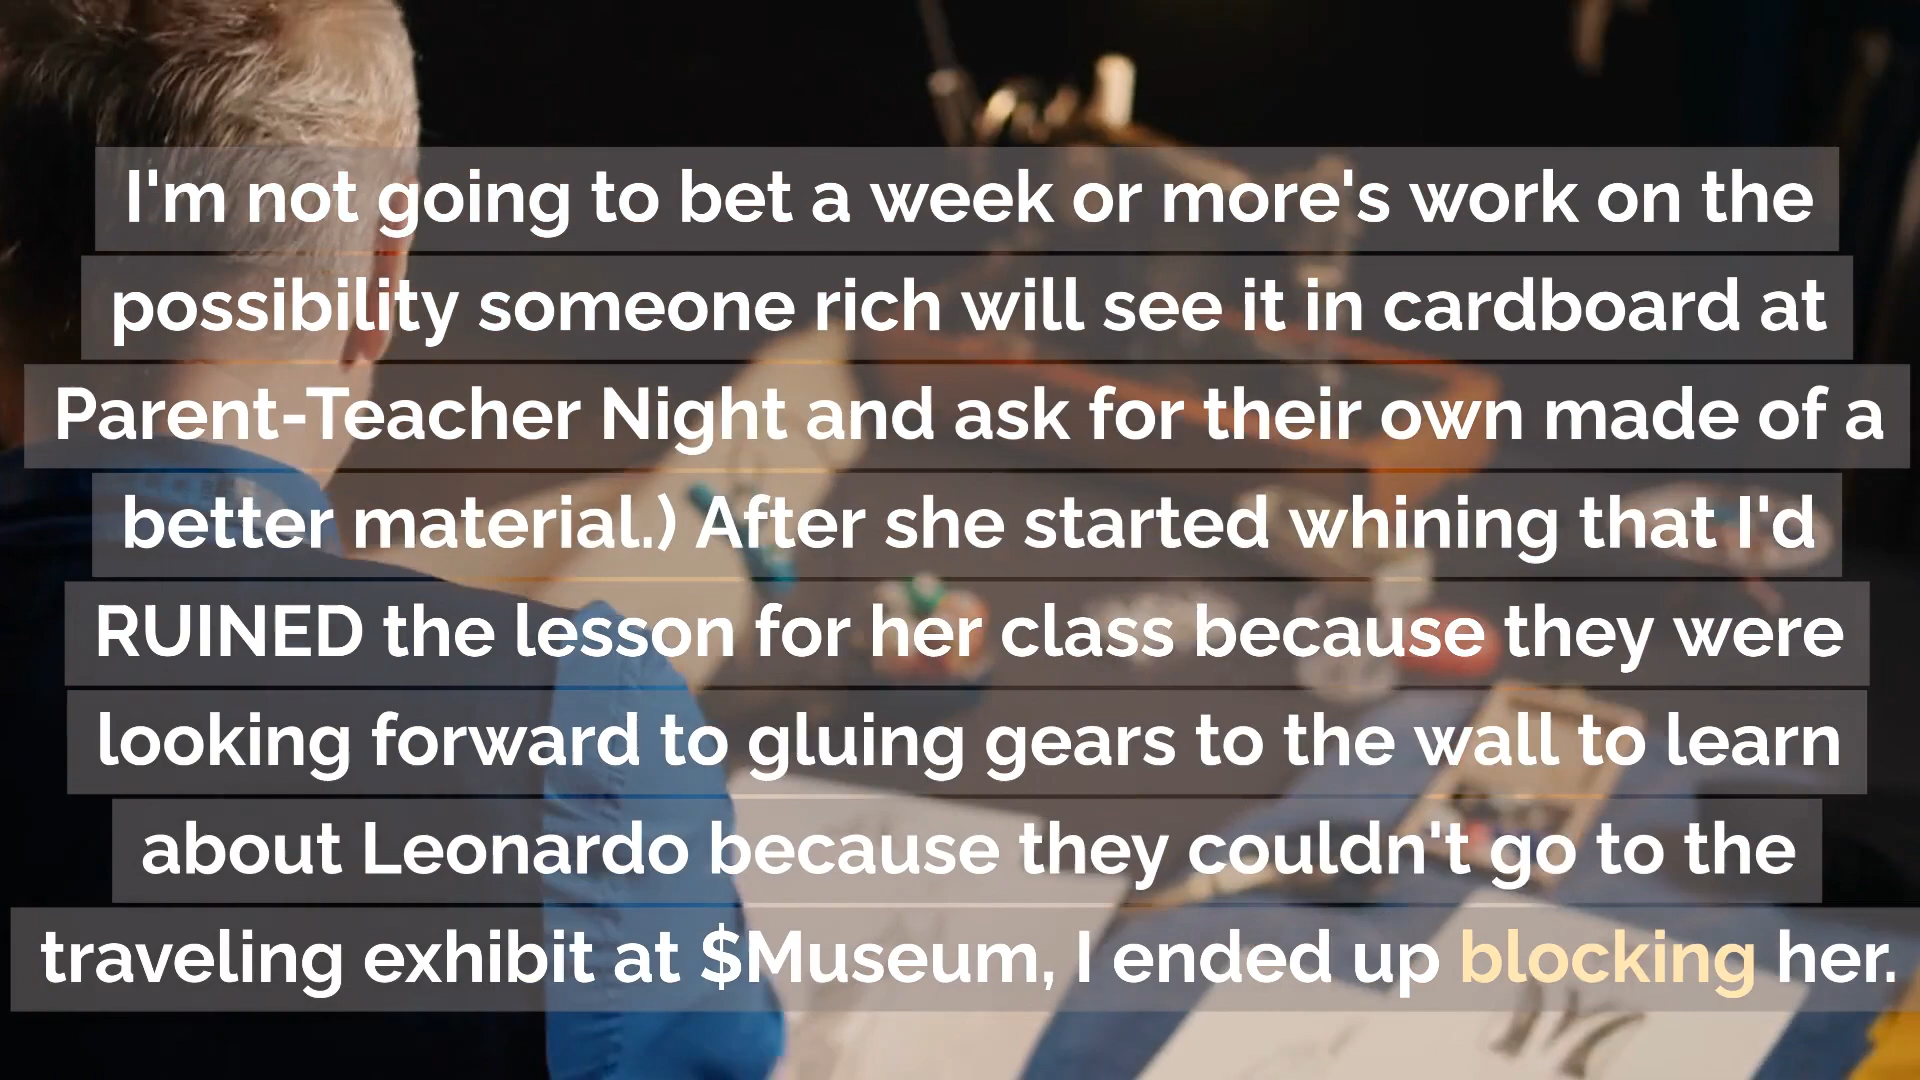 I'm not going to bet a week or more's work on the
possibility someone rich will see it in cardboard at
Parent-Teacher Night and ask for their own made of a
better material.) After she started whining that I'd
RUINED the lesson for her class because they were
looking forward to gluing gears to the wall to learn
about Leonardo because they couldn't go to the
traveling exhibit at $Museum, I ended up blocking her.